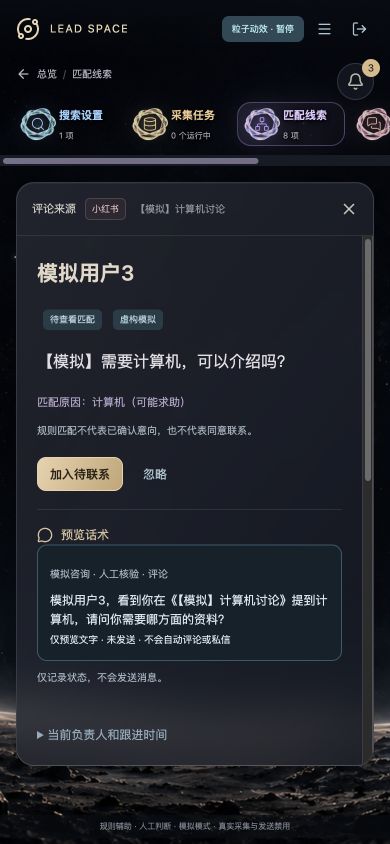 LEAD SPACE
粒子动效 · 暂停
总览 / 匹配线索
3
搜索设置
1 项
采集任务
0 个运行中
匹配线索
8 项
评论来源 小红书 【模拟】计算机讨论
模拟用户3
待查看匹配 虚构模拟
【模拟】需要计算机，可以介绍吗？
匹配原因：计算机（可能求助）
规则匹配不代表已确认意向，也不代表同意联系。
加入待联系 忽略
预览话术
模拟咨询 · 人工核验 · 评论
模拟用户3，看到你在《【模拟】计算机讨论》提到计
算机，请问你需要哪方面的资料？
仅预览文字 · 未发送 · 不会自动评论或私信
仅记录状态，不会发送消息。
当前负责人和跟进时间
规则辅助 · 人工判断 · 模拟模式 · 真实采集与发送禁用